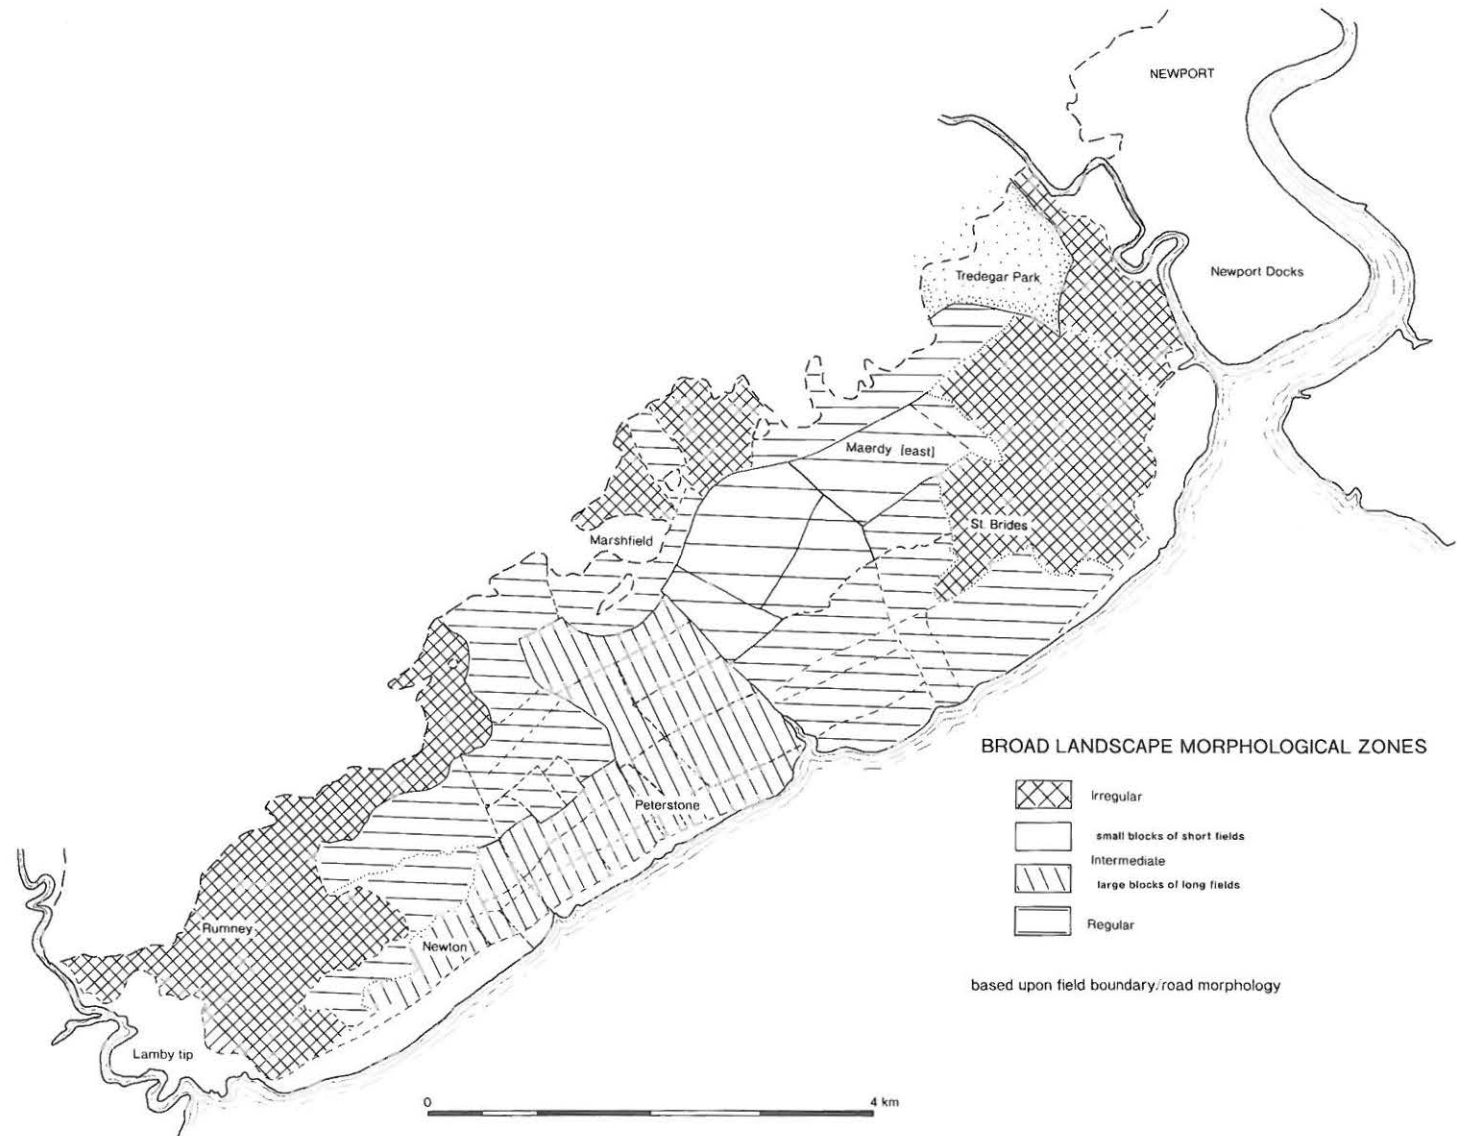 NEWPORT
Tredegar Park
Newport Docks
Maerdy [east]
St. Brides
Marshfield
BROAD LANDSCAPE MORPHOLOGICAL ZONES
Irregular
Peterstone
small blocks of short fields
Intermediate
large blocks of long fields
Regular
Rumney
Newton
based upon field boundary/road morphology
Lamby tip
0
4 km